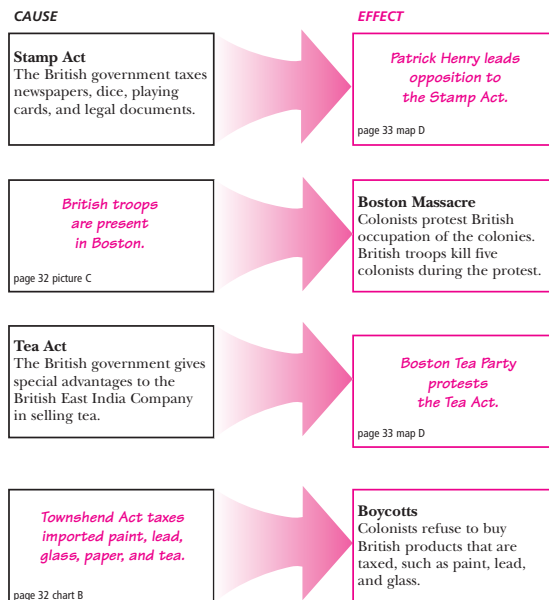 CAUSE
EFFECT
Stamp Act
The British government taxes
newspapers, dice, playing
cards, and legal documents.
Patrick Henry leads
opposition to
the Stamp Act.
page 33 map D
British troops
are present
in Boston.
page 32 picture C
Boston Massacre
Colonists protest British
occupation of the colonies.
British troops kill five
colonists during the protest.
Tea Act
The British government gives
special advantages to the
British East India Company
in selling tea.
Boston Tea Party
protests
the Tea Act.
page 33 map D
Townshend Act taxes
imported paint, lead,
glass, paper, and tea.
page 32 chart B
Boycotts
Colonists refuse to buy
British products that are
taxed, such as paint, lead,
and glass.